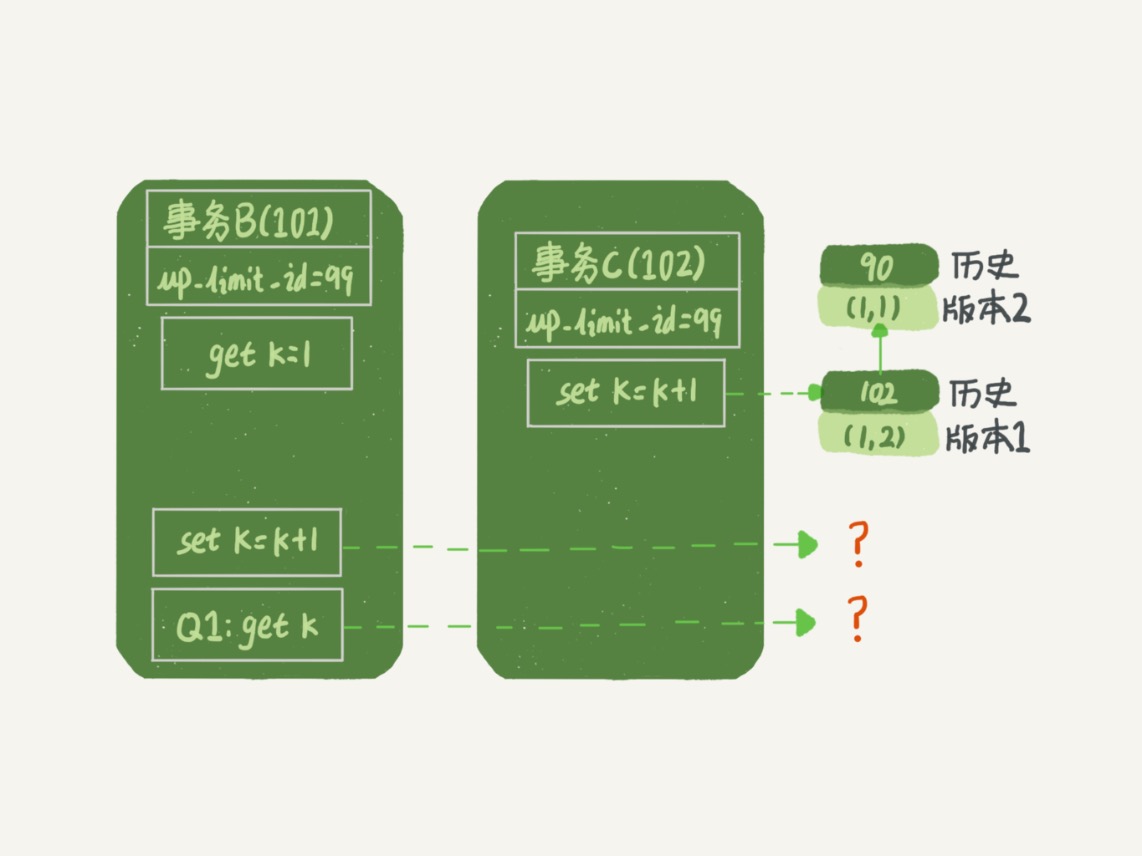 事务B(101)
up_limit_id=99
get k=1
set k=k+1
Q1: get k
事务C(102)
up_limit_id=99
set k=k+1
90
(1,1)
历史
版本2
102
(1,2)
历史
版本1
?
?